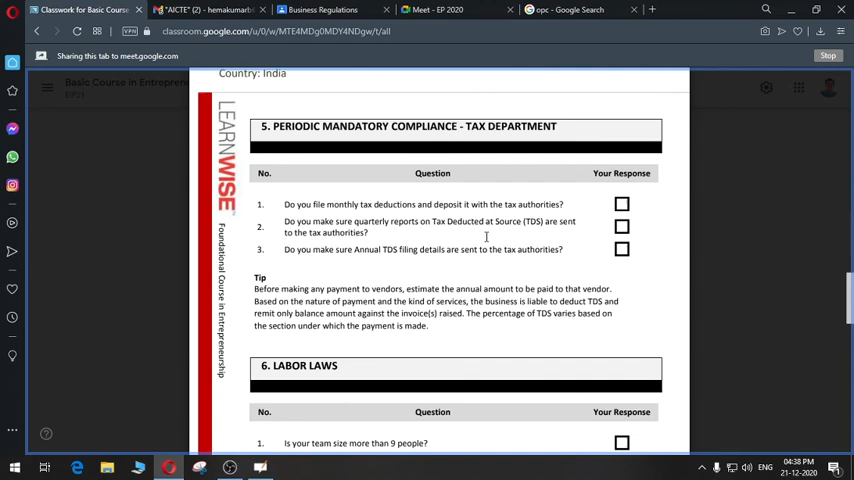 Classwork for Basic Course
*AICTE* (2) - hemakumarb
Business Regulations
Meet - EP 2020
opc - Google Search
VPN
classroom.google.com/u/0/w/MTE4MDg0MDY4NDgw/t/all
Sharing this tab to meet.google.com
Stop
Basic Course in Entreprene
Country: India
LEARNWISE
Foundational Course in Entrepreneurship
5. PERIODIC MANDATORY COMPLIANCE - TAX DEPARTMENT
No. Question Your Response
1. Do you file monthly tax deductions and deposit it with the tax authorities?
2. Do you make sure quarterly reports on Tax Deducted at Source (TDS) are sent
to the tax authorities?
3. Do you make sure Annual TDS filing details are sent to the tax authorities?
Tip
Before making any payment to vendors, estimate the annual amount to be paid to that vendor.
Based on the nature of payment and the kind of services, the business is liable to deduct TDS and
remit only balance amount against the invoice(s) raised. The percentage of TDS varies based on
the section under which the payment is made.
6. LABOR LAWS
No. Question Your Response
1. Is your team size more than 9 people?
ENG
04:38 PM
21-12-2020